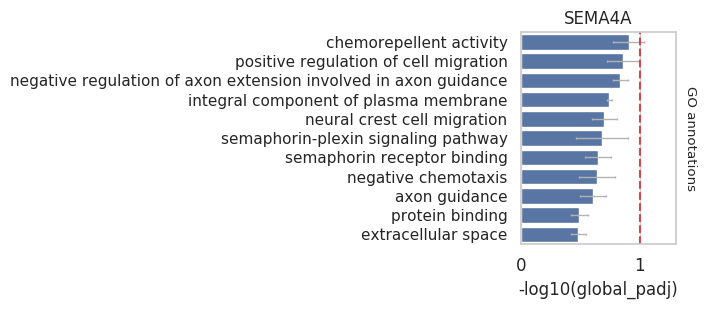 SEMA4A
chemorepellent activity
positive regulation of cell migration
negative regulation of axon extension involved in axon guidance
integral component of plasma membrane
neural crest cell migration
semaphorin-plexin signaling pathway
semaphorin receptor binding
negative chemotaxis
axon guidance
protein binding
extracellular space
GO annotations
0 1
-log10(global_padj)